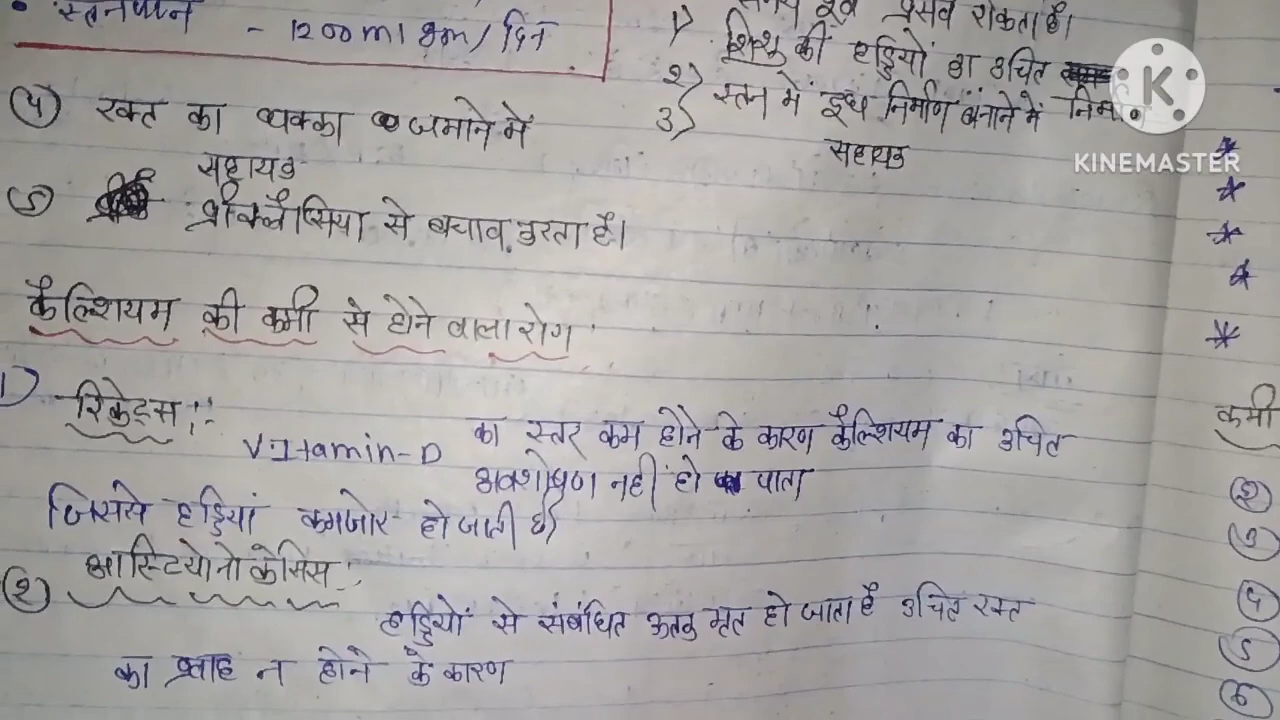 • स्तनपान - 1200 ml gm / दिन
④ रक्त का थक्का जमाने में
सहायक
⑤ प्रीक्लैम्सिया से बचाव करता है।
1) समय पूर्व प्रसव रोकता है।
2) शिशु की हड्डियों का उचित
3) स्तन में दूध निर्माण बनाने में
सहायक
KINEMASTER
कैल्शियम की कमी से होने वाला रोग
1) रिकेट्स :-
Vitamin-D का स्तर कम होने के कारण कैल्शियम का उचित
अवशोषण नही हो पाता
जिससे हड्डियां कमजोर हो जाती है
② आस्टियोनोक्रेसिस :-
हड्डियों से संबंधित ऊतक मृत हो जाता है उचित रक्त
का प्रवाह न होने के कारण
कमी
②
③
④
⑤
⑥